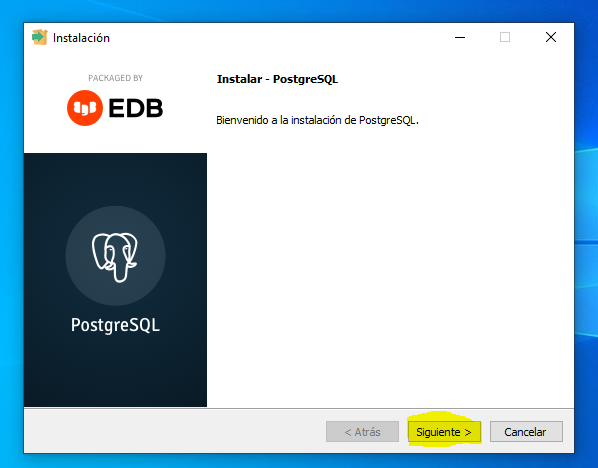 Instalación
PACKAGED BY
EDB
Instalar - PostgreSQL
Bienvenido a la instalación de PostgreSQL.
PostgreSQL
< Atrás
Siguiente >
Cancelar